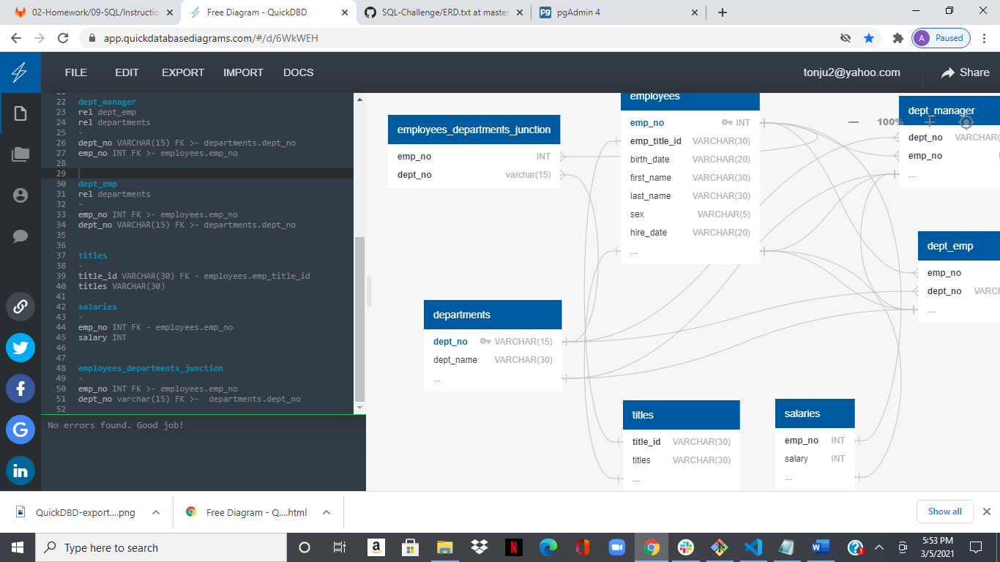 02-Homework/09-SQL/Instructio
Free Diagram - QuickDBD
SQL-Challenge/ERD.txt at master
pgAdmin 4
app.quickdatabasediagrams.com/#/d/6WkWEH
A Paused
FILE EDIT EXPORT IMPORT DOCS
tonju2@yahoo.com
Share
21
22 dept_manager
23 rel dept_emp
24 rel departments
25 -
26 dept_no VARCHAR(15) FK >- departments.dept_no
27 emp_no INT FK >- employees.emp_no
28
29
30 dept_emp
31 rel departments
32 -
33 emp_no INT FK >- employees.emp_no
34 dept_no VARCHAR(15) FK >- departments.dept_no
35
36
37 titles
38 -
39 title_id VARCHAR(30) FK - employees.emp_title_id
40 titles VARCHAR(30)
41
42 salaries
43 -
44 emp_no INT FK - employees.emp_no
45 salary INT
46
47
48 employees_departments_junction
49 -
50 emp_no INT FK >- employees.emp_no
51 dept_no varchar(15) FK >-  departments.dept_no
52
No errors found. Good job!
employees_departments_junction
emp_no INT
dept_no varchar(15)
employees
emp_no INT
emp_title_id VARCHAR(30)
birth_date VARCHAR(20)
first_name VARCHAR(30)
last_name VARCHAR(30)
sex VARCHAR(5)
hire_date VARCHAR(20)
...
dept_manager
100%
dept_no VARCHAR(
emp_no
...
dept_emp
emp_no
dept_no VARC
...
departments
dept_no VARCHAR(15)
dept_name VARCHAR(30)
...
titles
title_id VARCHAR(30)
titles VARCHAR(30)
...
salaries
emp_no INT
salary INT
...
QuickDBD-export....png
Free Diagram - Q....html
Show all
Type here to search
5:53 PM
3/5/2021